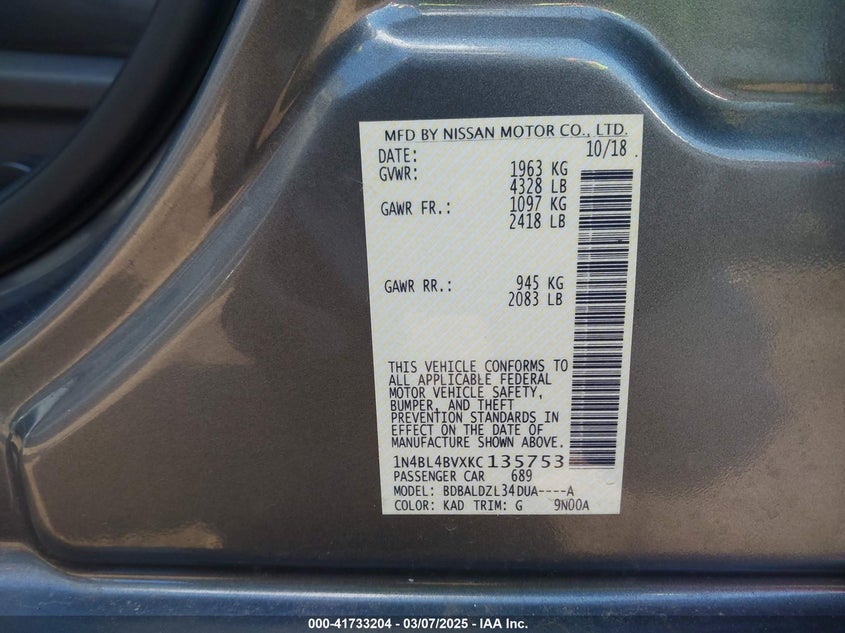 MFD BY NISSAN MOTOR CO., LTD.
DATE: 10/18
GVWR: 1963 KG
4328 LB
GAWR FR.: 1097 KG
2418 LB
GAWR RR.: 945 KG
2083 LB
THIS VEHICLE CONFORMS TO
ALL APPLICABLE FEDERAL
MOTOR VEHICLE SAFETY,
BUMPER, AND THEFT
PREVENTION STANDARDS IN
EFFECT ON THE DATE OF
MANUFACTURE SHOWN ABOVE.
1N4BL4BVXKC135753
PASSENGER CAR 689
MODEL: BDBALDZL34DUA----A
COLOR: KAD TRIM: G 9N00A
000-41733204 — 03/07/2025 — IAA Inc.